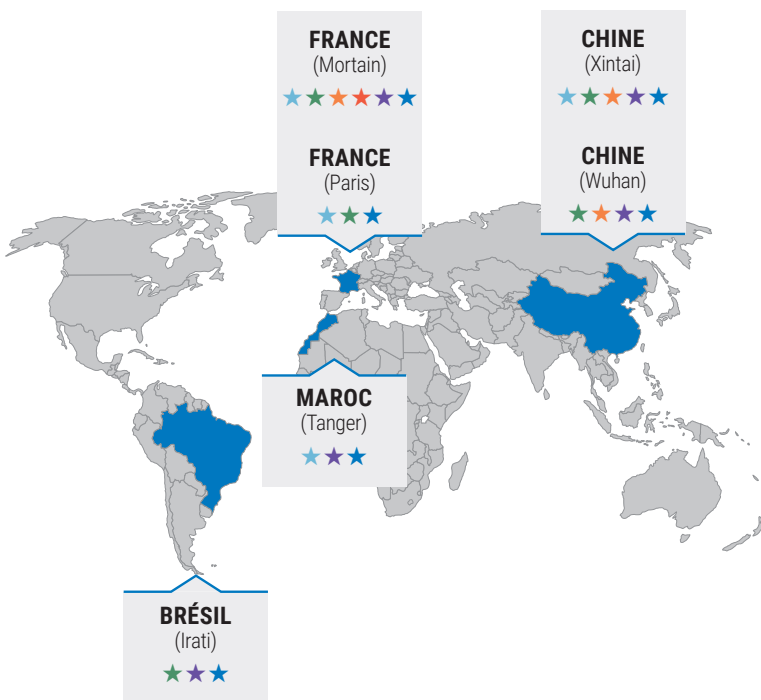 FRANCE
(Mortain)
FRANCE
(Paris)
CHINE
(Xintai)
CHINE
(Wuhan)
MAROC
(Tanger)
BRÉSIL
(Irati)